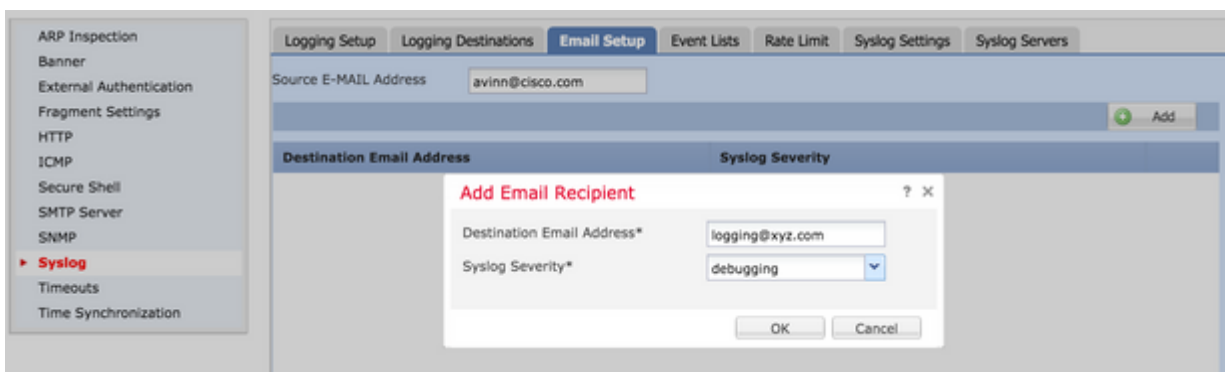 ARP Inspection
Banner
External Authentication
Fragment Settings
HTTP
ICMP
Secure Shell
SMTP Server
SNMP
Syslog
Timeouts
Time Synchronization
Logging Setup Logging Destinations Email Setup Event Lists Rate Limit Syslog Settings Syslog Servers
Source E-MAIL Address avinn@cisco.com
Add
Destination Email Address Syslog Severity
Add Email Recipient ? ×
Destination Email Address* logging@xyz.com
Syslog Severity* debugging
OK Cancel